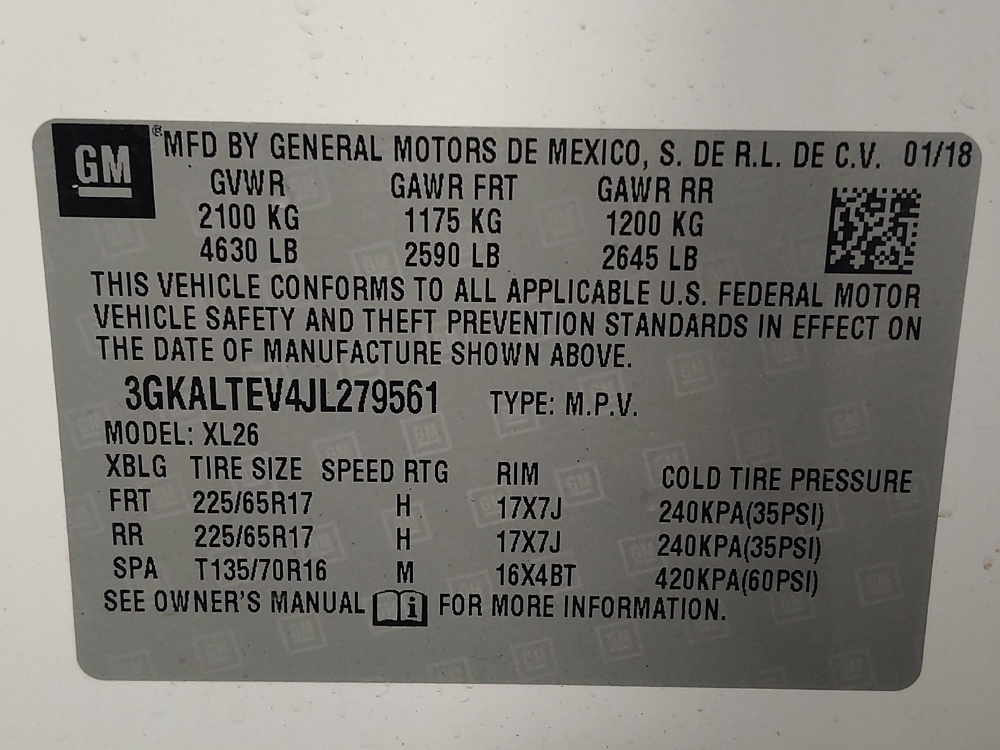 GM ® MFD BY GENERAL MOTORS DE MEXICO, S. DE R.L. DE C.V. 01/18
GVWR GAWR FRT GAWR RR
2100 KG 1175 KG 1200 KG
4630 LB 2590 LB 2645 LB
THIS VEHICLE CONFORMS TO ALL APPLICABLE U.S. FEDERAL MOTOR
VEHICLE SAFETY AND THEFT PREVENTION STANDARDS IN EFFECT ON
THE DATE OF MANUFACTURE SHOWN ABOVE.
3GKALTEV4JL279561 TYPE: M.P.V.
MODEL: XL26
XBLG TIRE SIZE SPEED RTG RIM COLD TIRE PRESSURE
FRT 225/65R17 H 17X7J 240KPA(35PSI)
RR 225/65R17 H 17X7J 240KPA(35PSI)
SPA T135/70R16 M 16X4BT 420KPA(60PSI)
SEE OWNER'S MANUAL i FOR MORE INFORMATION.